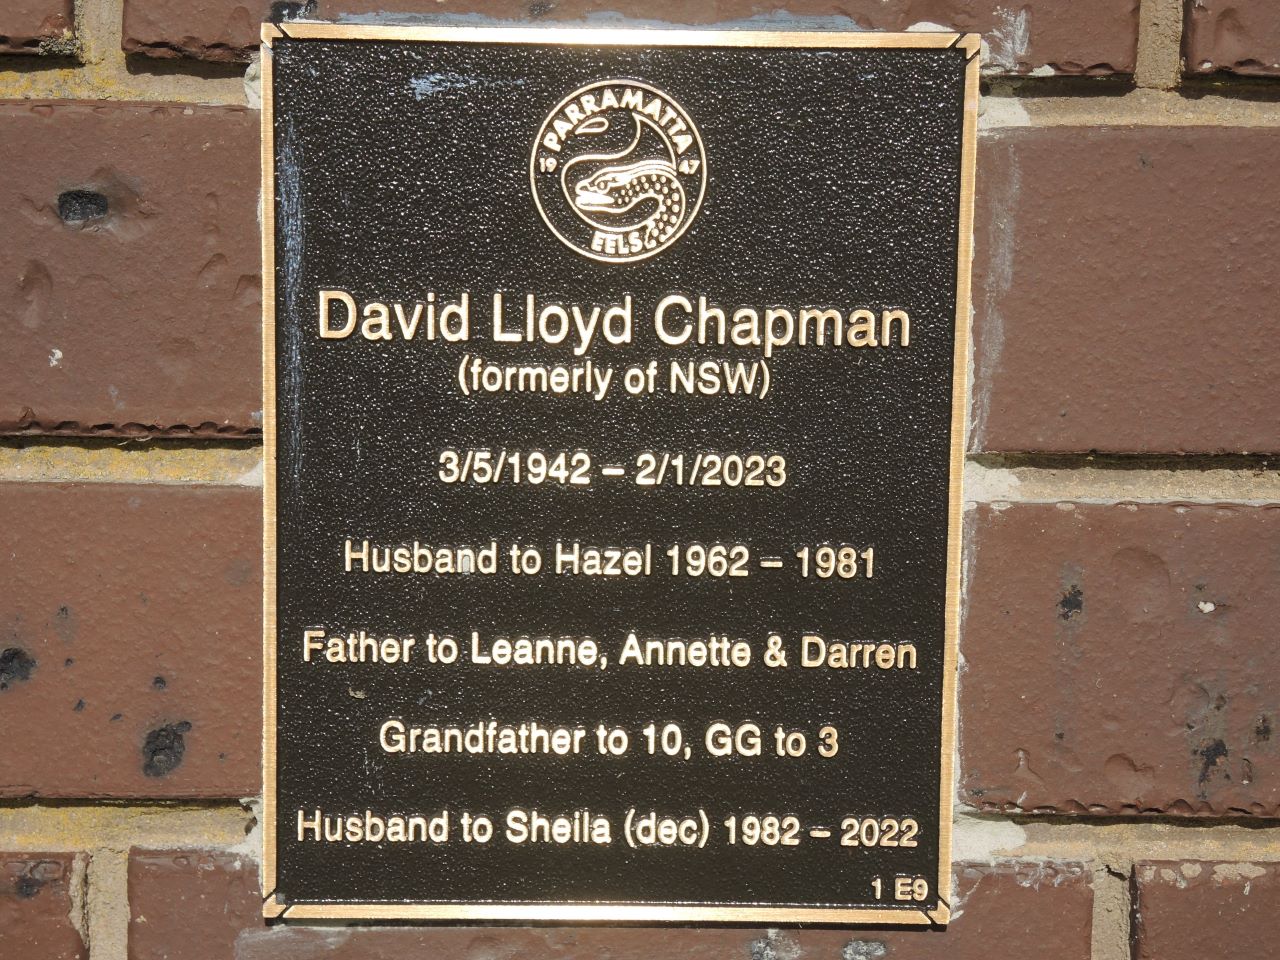 PARRAMATTA
19 47
EELS
David Lloyd Chapman
(formerly of NSW)
3/5/1942 – 2/1/2023
Husband to Hazel 1962 – 1981
Father to Leanne, Annette & Darren
Grandfather to 10, GG to 3
Husband to Sheila (dec) 1982 – 2022
1 E9